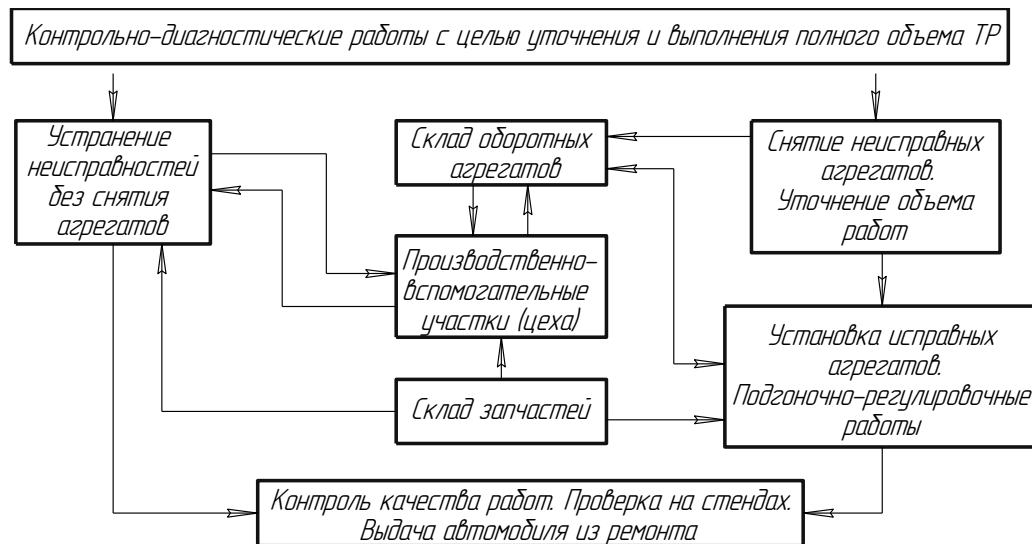 Контрольно-диагностические работы с целью уточнения и выполнения полного объема ТР
Устранение
неисправностей
без снятия
агрегатов
Склад оборотных
агрегатов
Снятие неисправных
агрегатов.
Уточнение объема
работ
Производственно-
вспомогательные
участки (цеха)
Установка исправных
агрегатов.
Подгоночно-регулировочные
работы
Склад запчастей
Контроль качества работ. Проверка на стендах.
Выдача автомобиля из ремонта